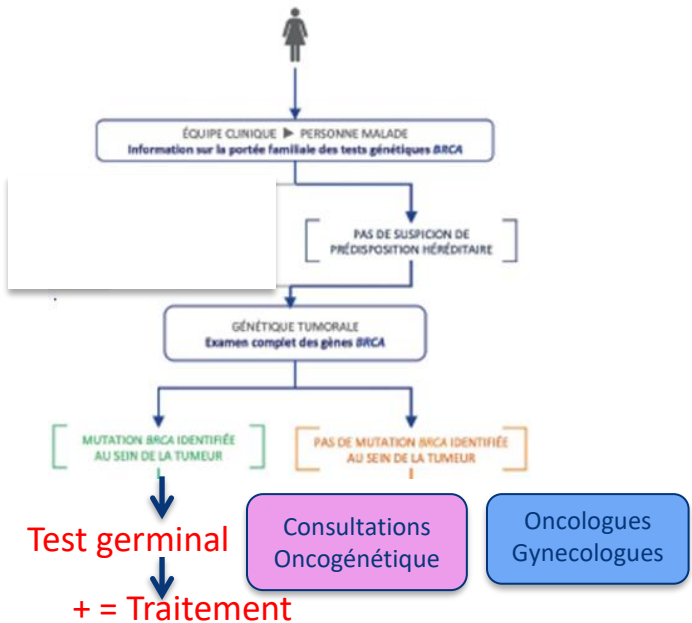 ÉQUIPE CLINIQUE ▶ PERSONNE MALADE
Information sur la portée familiale des tests génétiques BRCA
PAS DE SUSPICION DE
PRÉDISPOSITION HÉRÉDITAIRE
GÉNÉTIQUE TUMORALE
Examen complet des gènes BRCA
MUTATION BRCA IDENTIFIÉE
AU SEIN DE LA TUMEUR
PAS DE MUTATION BRCA IDENTIFIÉE
AU SEIN DE LA TUMEUR
Test germinal
+ = Traitement
Consultations
Oncogénétique
Oncologues
Gynecologues